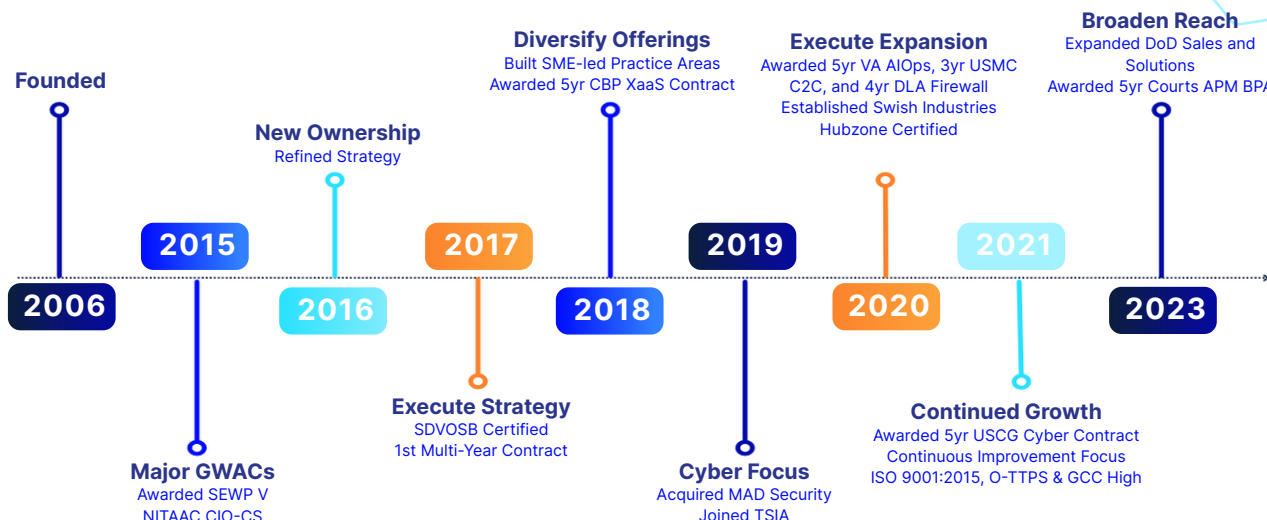 Founded
2006
2015
Major GWACs
Awarded SEWP V
NITAAC CIO-CS
New Ownership
Refined Strategy
2016
2017
Execute Strategy
SDVOSB Certified
1st Multi-Year Contract
Diversify Offerings
Built SME-led Practice Areas
Awarded 5yr CBP XaaS Contract
2018
2019
Cyber Focus
Acquired MAD Security
Joined TSIA
Execute Expansion
Awarded 5yr VA AIOps, 3yr USMC
C2C, and 4yr DLA Firewall
Established Swish Industries
Hubzone Certified
2020
2021
Continued Growth
Awarded 5yr USCG Cyber Contract
Continuous Improvement Focus
ISO 9001:2015, O-TTPS & GCC High
Broaden Reach
Expanded DoD Sales and
Solutions
Awarded 5yr Courts APM BPA
2023